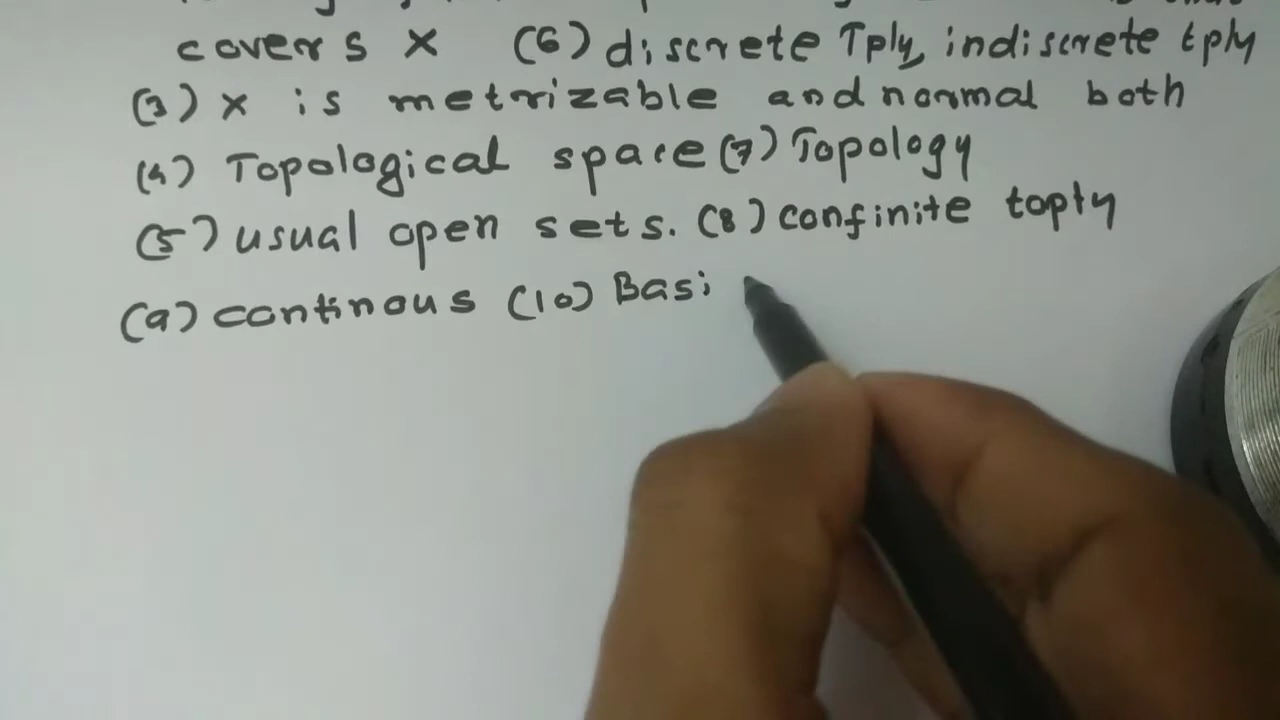 covers X (6) discrete Tply, indiscrete tply
(3) X is metrizable and normal both
(4) Topological space (7) Topology
(5) usual open sets. (8) confinite toply
(9) continous (10) Basi